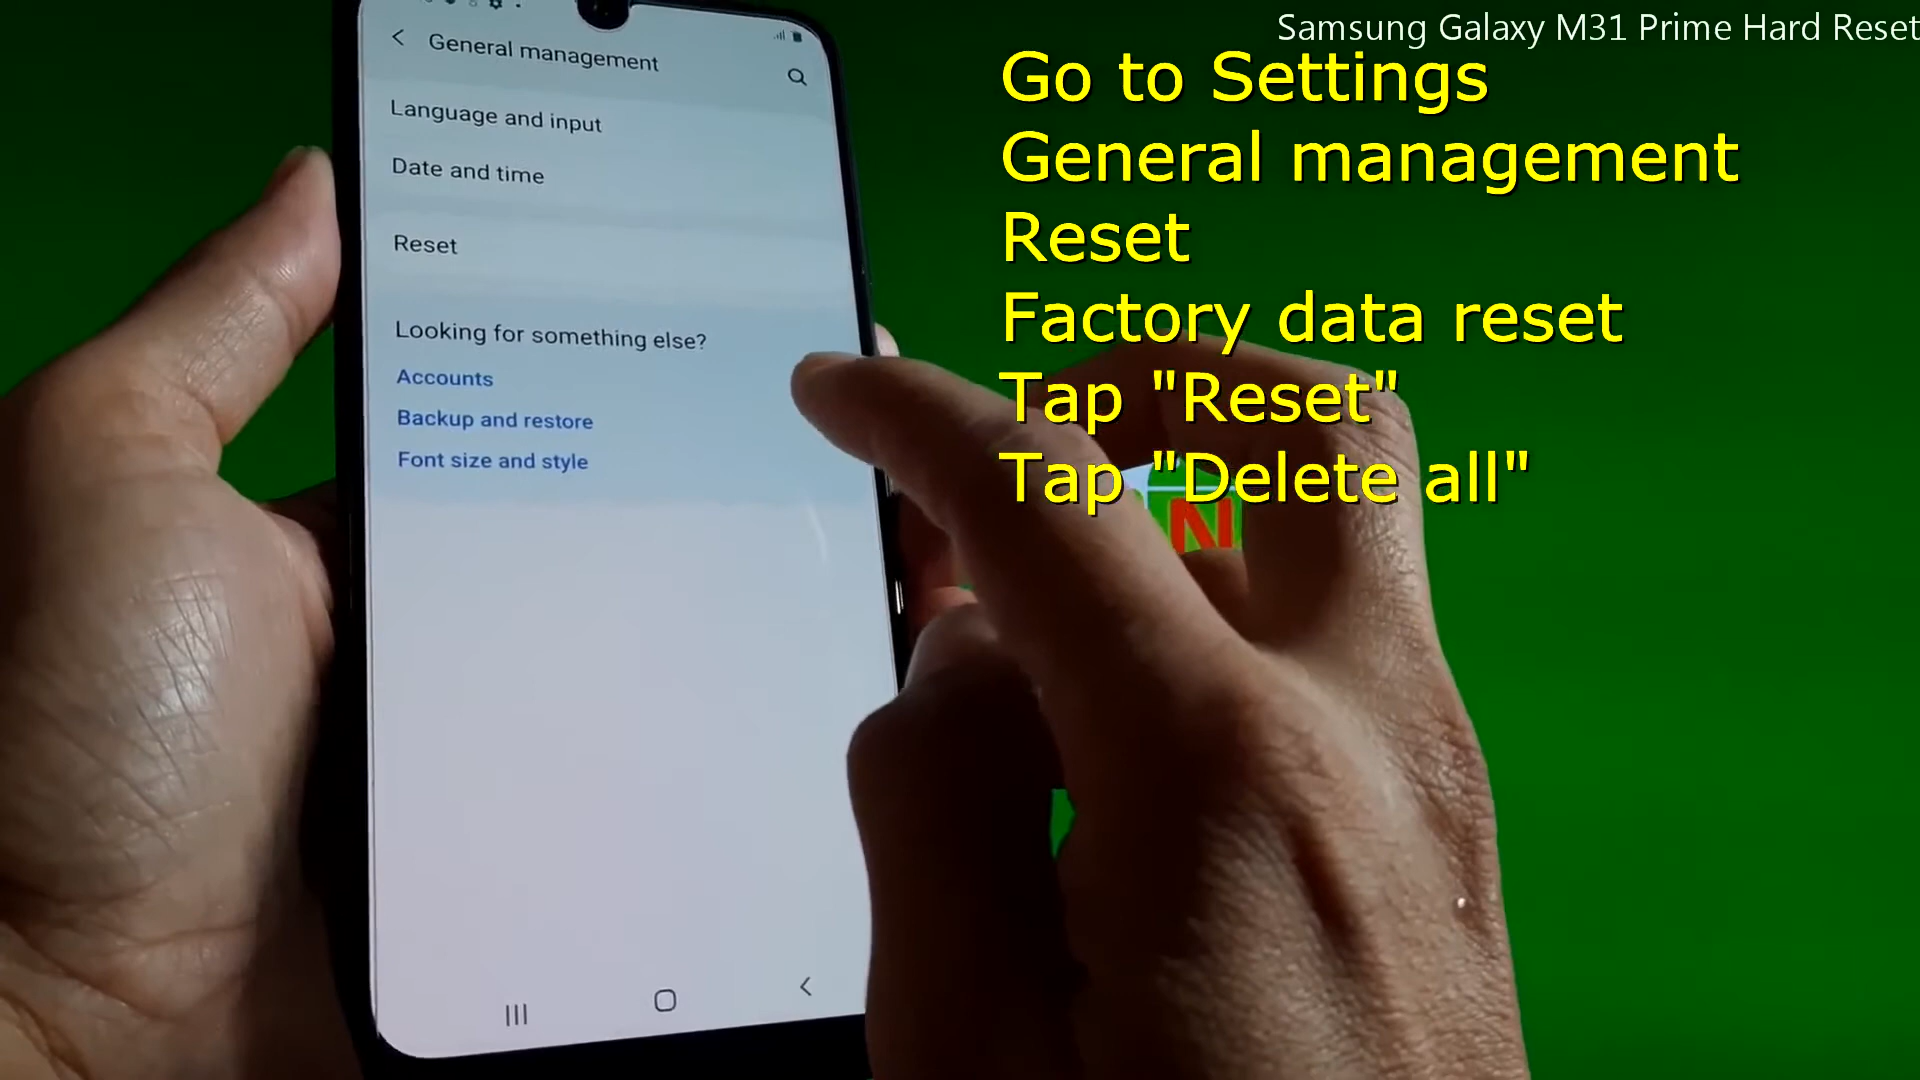 Samsung Galaxy M31 Prime Hard Reset
Go to Settings
General management
Reset
Factory data reset
Tap "Reset"
Tap "Delete all"
General management
Language and input
Date and time
Reset
Looking for something else?
Accounts
Backup and restore
Font size and style
N